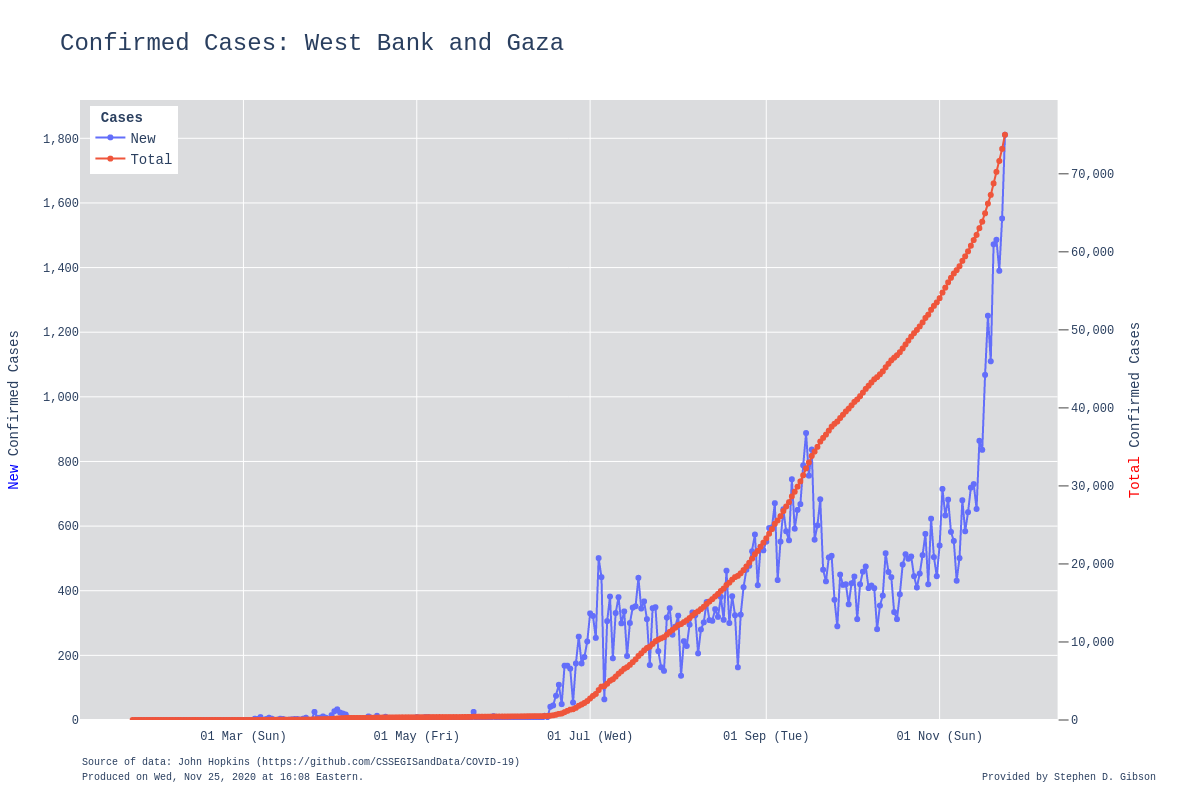 Confirmed Cases: West Bank and Gaza
Cases
New
Total
1,800
1,600
1,400
1,200
1,000
800
600
400
200
0
70,000
60,000
50,000
40,000
30,000
20,000
10,000
0
New Confirmed Cases
Total Confirmed Cases
01 Mar (Sun)
01 May (Fri)
01 Jul (Wed)
01 Sep (Tue)
01 Nov (Sun)
Source of data: John Hopkins (https://github.com/CSSEGISandData/COVID-19)
Produced on Wed, Nov 25, 2020 at 16:08 Eastern.
Provided by Stephen D. Gibson